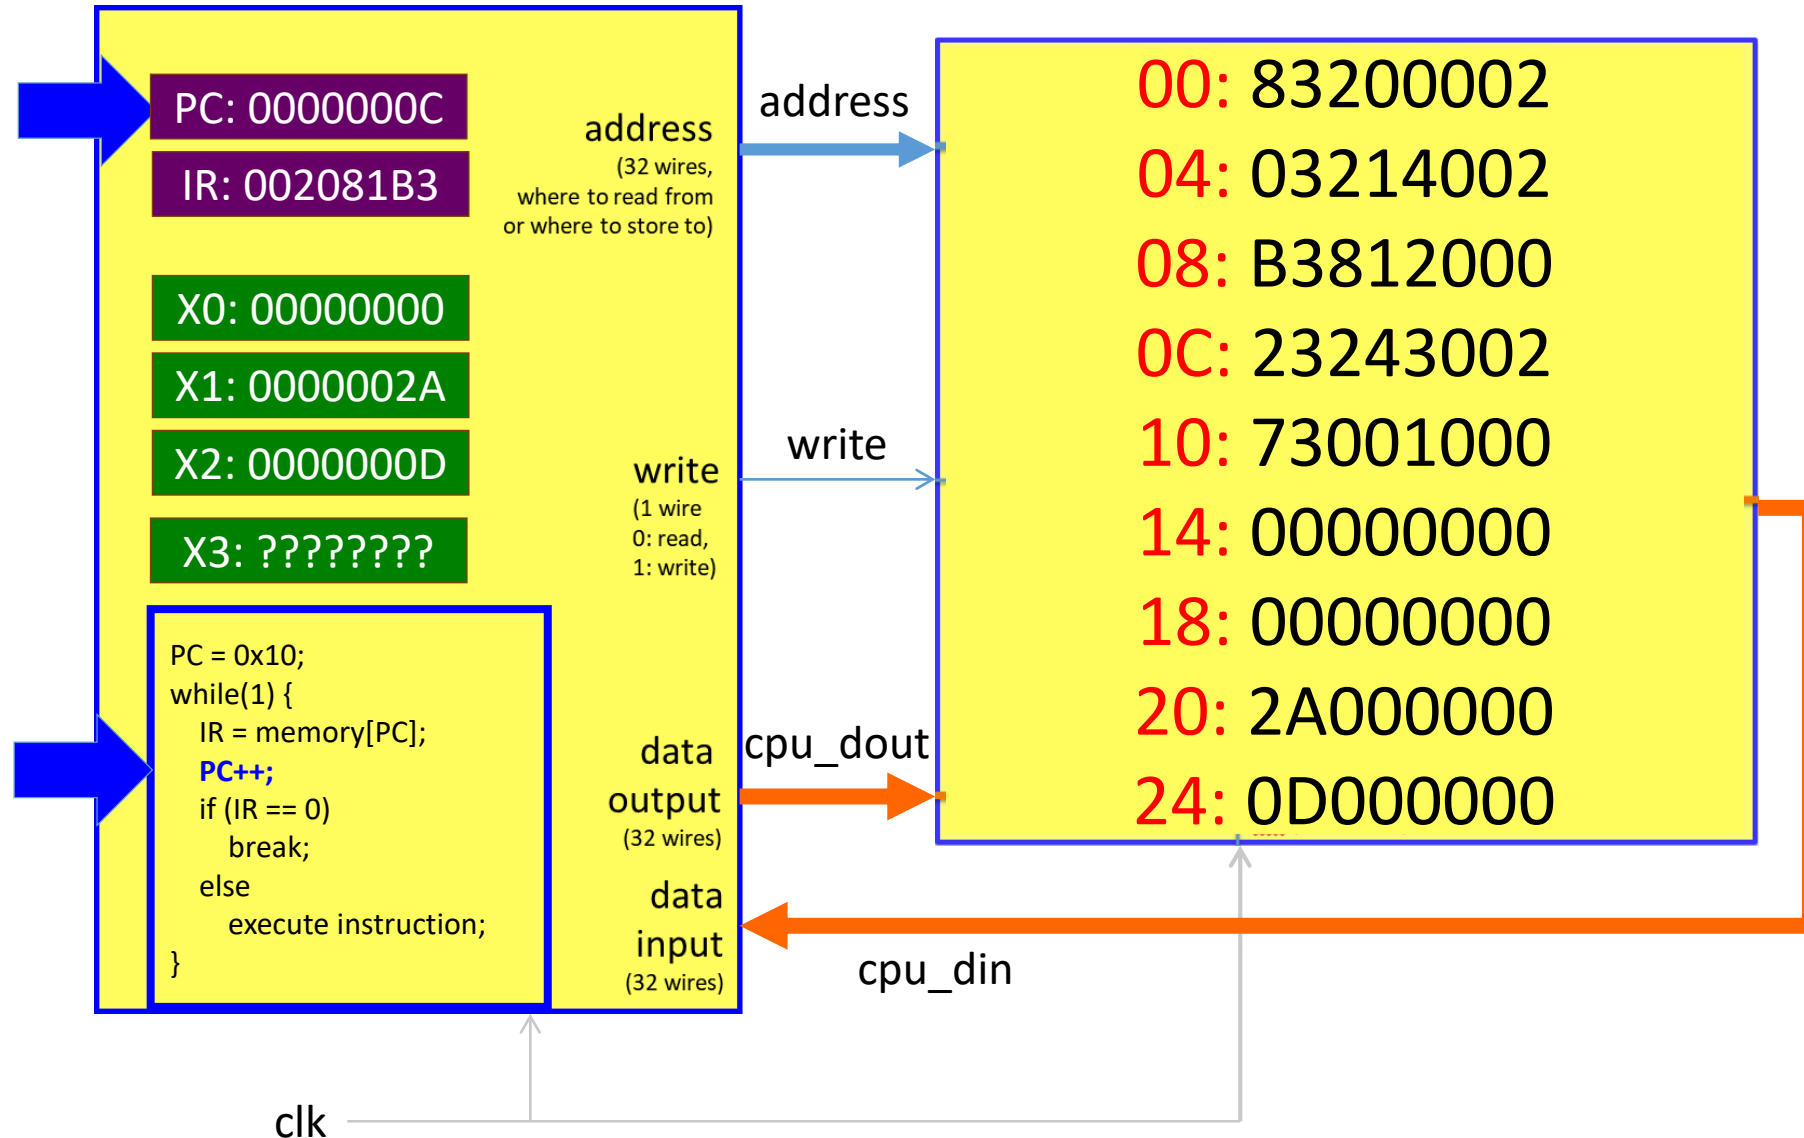 PC: 0000000C
IR: 002081B3
X0: 00000000
X1: 0000002A
X2: 0000000D
X3: ????????
PC = 0x10;
while(1) {
IR = memory[PC];
PC++;
if (IR == 0)
break;
else
execute instruction;
}
address
(32 wires,
where to read from
or where to store to)
write
(1 wire
0: read,
1: write)
data
output
(32 wires)
data
input
(32 wires)
address
write
cpu_dout
cpu_din
clk
00: 83200002
04: 03214002
08: B3812000
0C: 23243002
10: 73001000
14: 00000000
18: 00000000
20: 2A000000
24: 0D000000